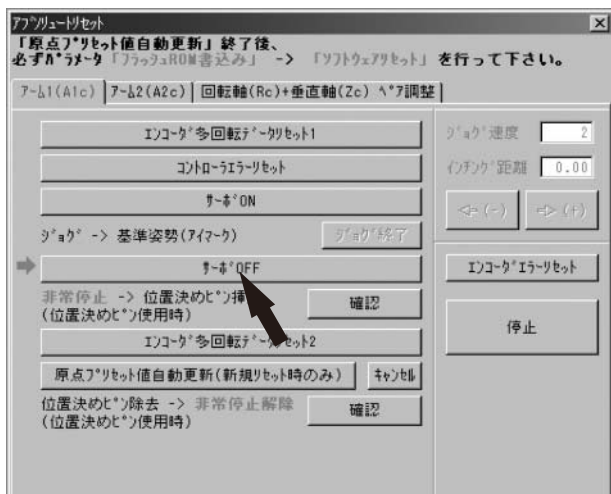 アブソリュートリセット
「原点プリセット値自動更新」終了後、
必ずパラメータ「フラッシュROM書込み」 -> 「ソフトウェアリセット」 を行って下さい。
アーム1(A1c) アーム2(A2c) 回転軸(Rc)+垂直軸(Zc) ペア調整
エンコーダ多回転データリセット1
コントローラエラーリセット
サーボON
ジョグ -> 基準姿勢(アイマーク) ジョグ終了
サーボOFF
非常停止 -> 位置決めピン挿
(位置決めピン使用時)
確認
エンコーダ多回転データリセット2
原点プリセット値自動更新(新規リセット時のみ) キャンセル
位置決めピン除去 -> 非常停止解除
(位置決めピン使用時)
確認
ジョグ速度 2
インチング距離 0.00
(-) (+)
エンコーダエラーリセット
停止